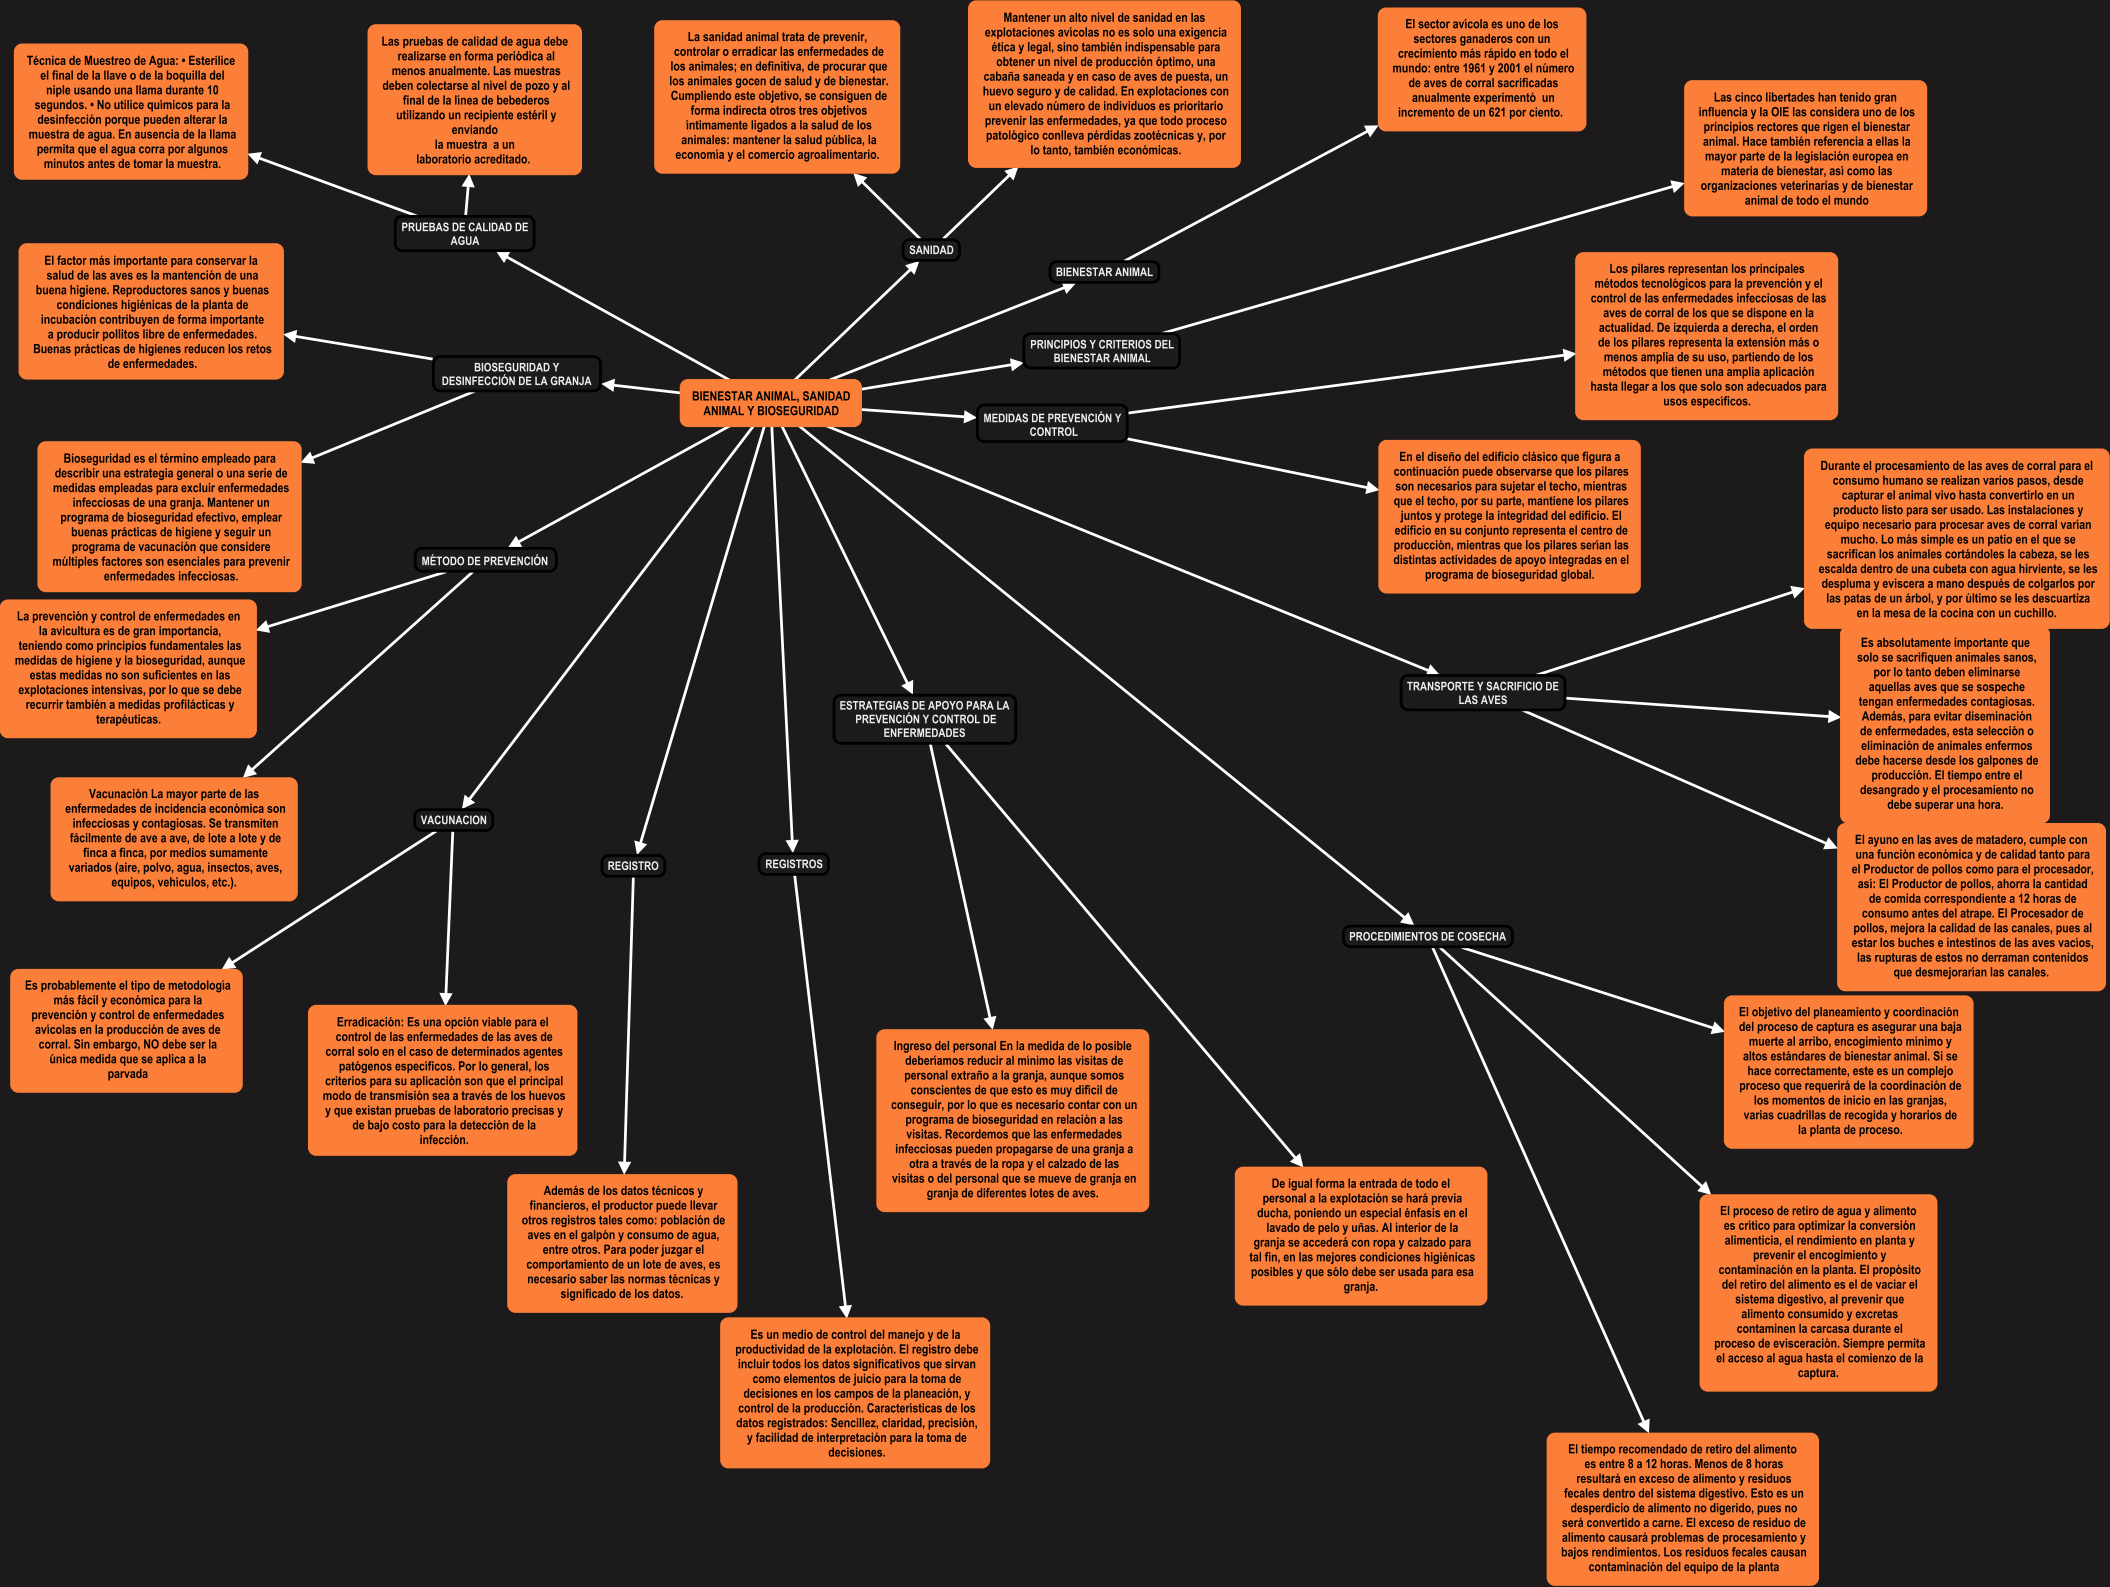 Técnica de Muestreo de Agua: • Esterilice
el final de la llave o de la boquilla del
niple usando una llama durante 10
segundos. • No utilice químicos para la
desinfección porque pueden alterar la
muestra de agua. En ausencia de la llama
permita que el agua corra por algunos
minutos antes de tomar la muestra.
Las pruebas de calidad de agua debe
realizarse en forma periódica al
menos anualmente. Las muestras
deben colectarse al nivel de pozo y al
final de la línea de bebederos
utilizando un recipiente estéril y
enviando
la muestra  a un
laboratorio acreditado.
La sanidad animal trata de prevenir,
controlar o erradicar las enfermedades de
los animales; en definitiva, de procurar que
los animales gocen de salud y de bienestar.
Cumpliendo este objetivo, se consiguen de
forma indirecta otros tres objetivos
íntimamente ligados a la salud de los
animales: mantener la salud pública, la
economía y el comercio agroalimentario.
Mantener un alto nivel de sanidad en las
explotaciones avícolas no es solo una exigencia
ética y legal, sino también indispensable para
obtener un nivel de producción óptimo, una
cabaña saneada y en caso de aves de puesta, un
huevo seguro y de calidad. En explotaciones con
un elevado número de individuos es prioritario
prevenir las enfermedades, ya que todo proceso
patológico conlleva pérdidas zootécnicas y, por
lo tanto, también económicas.
El sector avícola es uno de los
sectores ganaderos con un
crecimiento más rápido en todo el
mundo: entre 1961 y 2001 el número
de aves de corral sacrificadas
anualmente experimentó  un
incremento de un 621 por ciento.
Las cinco libertades han tenido gran
influencia y la OIE las considera uno de los
principios rectores que rigen el bienestar
animal. Hace también referencia a ellas la
mayor parte de la legislación europea en
materia de bienestar, así como las
organizaciones veterinarias y de bienestar
animal de todo el mundo
PRUEBAS DE CALIDAD DE
AGUA
SANIDAD
BIENESTAR ANIMAL
El factor más importante para conservar la
salud de las aves es la mantención de una
buena higiene. Reproductores sanos y buenas
condiciones higiénicas de la planta de
incubación contribuyen de forma importante
a producir pollitos libre de enfermedades.
Buenas prácticas de higienes reducen los retos
de enfermedades.
Los pilares representan los principales
métodos tecnológicos para la prevención y el
control de las enfermedades infecciosas de las
aves de corral de los que se dispone en la
actualidad. De izquierda a derecha, el orden
de los pilares representa la extensión más o
menos amplia de su uso, partiendo de los
métodos que tienen una amplia aplicación
hasta llegar a los que solo son adecuados para
usos específicos.
PRINCIPIOS Y CRITERIOS DEL
BIENESTAR ANIMAL
BIOSEGURIDAD Y
DESINFECCIÓN DE LA GRANJA
BIENESTAR ANIMAL, SANIDAD
ANIMAL Y BIOSEGURIDAD
MEDIDAS DE PREVENCIÓN Y
CONTROL
Bioseguridad es el término empleado para
describir una estrategia general o una serie de
medidas empleadas para excluir enfermedades
infecciosas de una granja. Mantener un
programa de bioseguridad efectivo, emplear
buenas prácticas de higiene y seguir un
programa de vacunación que considere
múltiples factores son esenciales para prevenir
enfermedades infecciosas.
En el diseño del edificio clásico que figura a
continuación puede observarse que los pilares
son necesarios para sujetar el techo, mientras
que el techo, por su parte, mantiene los pilares
juntos y protege la integridad del edificio. El
edificio en su conjunto representa el centro de
producción, mientras que los pilares serían las
distintas actividades de apoyo integradas en el
programa de bioseguridad global.
Durante el procesamiento de las aves de corral para el
consumo humano se realizan varios pasos, desde
capturar el animal vivo hasta convertirlo en un
producto listo para ser usado. Las instalaciones y
equipo necesario para procesar aves de corral varían
mucho. Lo más simple es un patio en el que se
sacrifican los animales cortándoles la cabeza, se les
escalda dentro de una cubeta con agua hirviente, se les
despluma y eviscera a mano después de colgarlos por
las patas de un árbol, y por último se les descuartiza
en la mesa de la cocina con un cuchillo.
MÉTODO DE PREVENCIÓN
La prevención y control de enfermedades en
la avicultura es de gran importancia,
teniendo como principios fundamentales las
medidas de higiene y la bioseguridad, aunque
estas medidas no son suficientes en las
explotaciones intensivas, por lo que se debe
recurrir también a medidas profilácticas y
terapéuticas.
Es absolutamente importante que
solo se sacrifiquen animales sanos,
por lo tanto deben eliminarse
aquellas aves que se sospeche
tengan enfermedades contagiosas.
Además, para evitar diseminación
de enfermedades, esta selección o
eliminación de animales enfermos
debe hacerse desde los galpones de
producción. El tiempo entre el
desangrado y el procesamiento no
debe superar una hora.
TRANSPORTE Y SACRIFICIO DE
LAS AVES
ESTRATEGIAS DE APOYO PARA LA
PREVENCIÓN Y CONTROL DE
ENFERMEDADES
Vacunación La mayor parte de las
enfermedades de incidencia económica son
infecciosas y contagiosas. Se transmiten
fácilmente de ave a ave, de lote a lote y de
finca a finca, por medios sumamente
variados (aire, polvo, agua, insectos, aves,
equipos, vehículos, etc.).
VACUNACION
REGISTRO
REGISTROS
El ayuno en las aves de matadero, cumple con
una función económica y de calidad tanto para
el Productor de pollos como para el procesador,
así: El Productor de pollos, ahorra la cantidad
de comida correspondiente a 12 horas de
consumo antes del atrape. El Procesador de
pollos, mejora la calidad de las canales, pues al
estar los buches e intestinos de las aves vacíos,
las rupturas de estos no derraman contenidos
que desmejorarían las canales.
PROCEDIMIENTOS DE COSECHA
Es probablemente el tipo de metodología
más fácil y económica para la
prevención y control de enfermedades
avícolas en la producción de aves de
corral. Sin embargo, NO debe ser la
única medida que se aplica a la
parvada
Erradicación: Es una opción viable para el
control de las enfermedades de las aves de
corral solo en el caso de determinados agentes
patógenos específicos. Por lo general, los
criterios para su aplicación son que el principal
modo de transmisión sea a través de los huevos
y que existan pruebas de laboratorio precisas y
de bajo costo para la detección de la
infección.
El objetivo del planeamiento y coordinación
del proceso de captura es asegurar una baja
muerte al arribo, encogimiento mínimo y
altos estándares de bienestar animal. Si se
hace correctamente, este es un complejo
proceso que requerirá de la coordinación de
los momentos de inicio en las granjas,
varias cuadrillas de recogida y horarios de
la planta de proceso.
Ingreso del personal En la medida de lo posible
deberíamos reducir al mínimo las visitas de
personal extraño a la granja, aunque somos
conscientes de que esto es muy difícil de
conseguir, por lo que es necesario contar con un
programa de bioseguridad en relación a las
visitas. Recordemos que las enfermedades
infecciosas pueden propagarse de una granja a
otra a través de la ropa y el calzado de las
visitas o del personal que se mueve de granja en
granja de diferentes lotes de aves.
De igual forma la entrada de todo el
personal a la explotación se hará previa
ducha, poniendo un especial énfasis en el
lavado de pelo y uñas. Al interior de la
granja se accederá con ropa y calzado para
tal fin, en las mejores condiciones higiénicas
posibles y que sólo debe ser usada para esa
granja.
Además de los datos técnicos y
financieros, el productor puede llevar
otros registros tales como: población de
aves en el galpón y consumo de agua,
entre otros. Para poder juzgar el
comportamiento de un lote de aves, es
necesario saber las normas técnicas y
significado de los datos.
El proceso de retiro de agua y alimento
es crítico para optimizar la conversión
alimenticia, el rendimiento en planta y
prevenir el encogimiento y
contaminación en la planta. El propósito
del retiro del alimento es el de vaciar el
sistema digestivo, al prevenir que
alimento consumido y excretas
contaminen la carcasa durante el
proceso de evisceración. Siempre permita
el acceso al agua hasta el comienzo de la
captura.
Es un medio de control del manejo y de la
productividad de la explotación. El registro debe
incluir todos los datos significativos que sirvan
como elementos de juicio para la toma de
decisiones en los campos de la planeación, y
control de la producción. Características de los
datos registrados: Sencillez, claridad, precisión,
y facilidad de interpretación para la toma de
decisiones.
El tiempo recomendado de retiro del alimento
es entre 8 a 12 horas. Menos de 8 horas
resultará en exceso de alimento y residuos
fecales dentro del sistema digestivo. Esto es un
desperdicio de alimento no digerido, pues no
será convertido a carne. El exceso de residuo de
alimento causará problemas de procesamiento y
bajos rendimientos. Los residuos fecales causan
contaminación del equipo de la planta